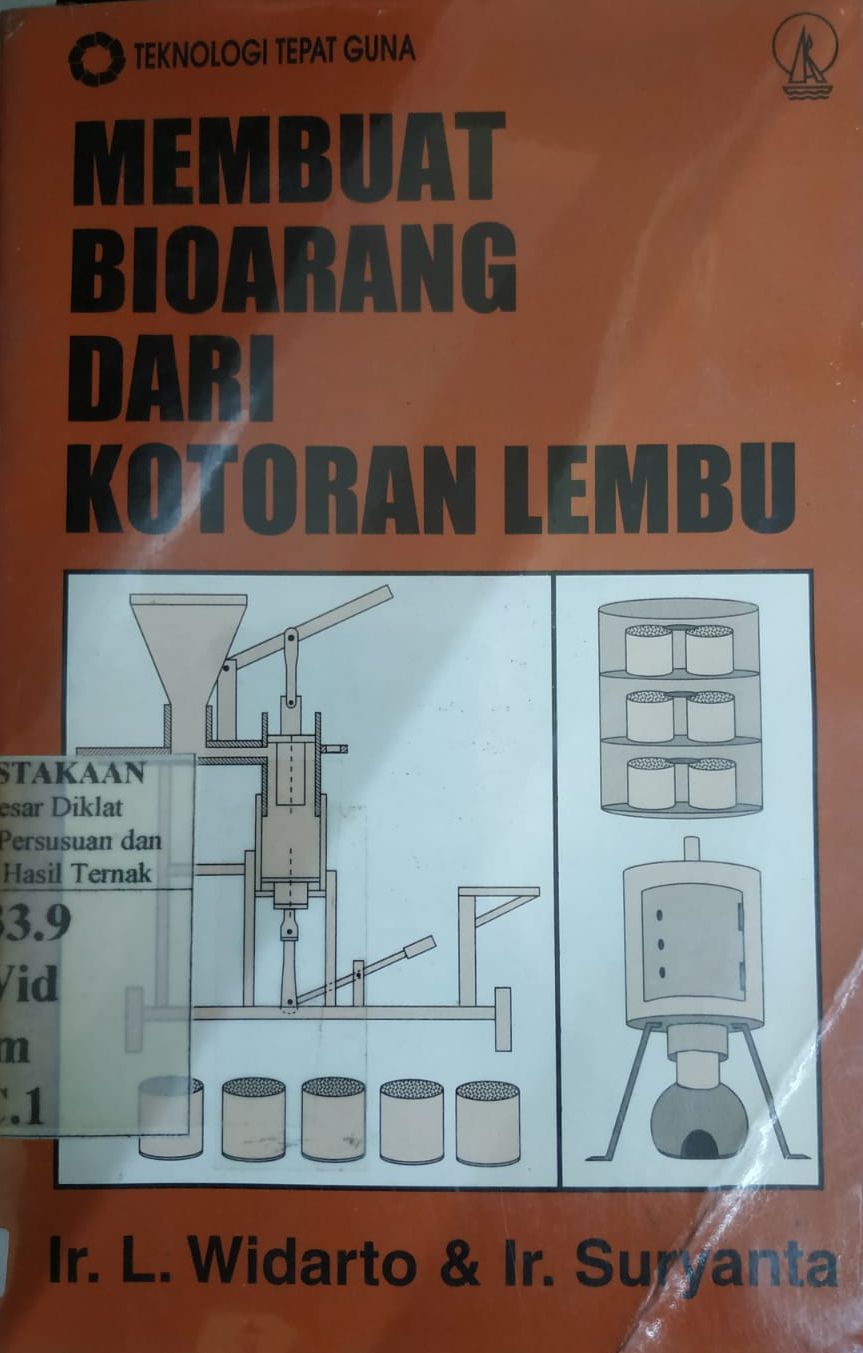 TEKNOLOGI TEPAT GUNA
MEMBUAT
BIOARANG
DARI
KOTORAN LEMBU
STAKAAN
esar Diklat
Persusuan dan
Hasil Ternak
33.9
Vid
m
C.1
Ir. L. Widarto & Ir. Suryanta